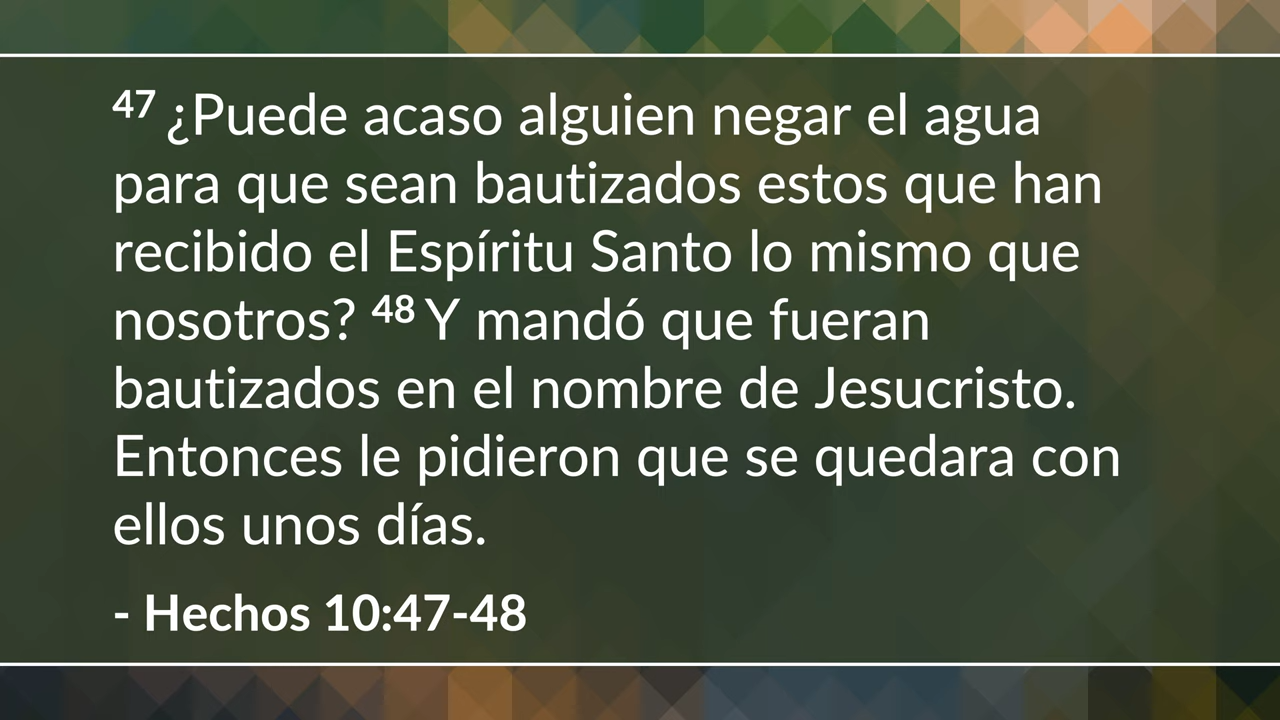 47 ¿Puede acaso alguien negar el agua
para que sean bautizados estos que han
recibido el Espíritu Santo lo mismo que
nosotros? 48 Y mandó que fueran
bautizados en el nombre de Jesucristo.
Entonces le pidieron que se quedara con
ellos unos días.
- Hechos 10:47-48